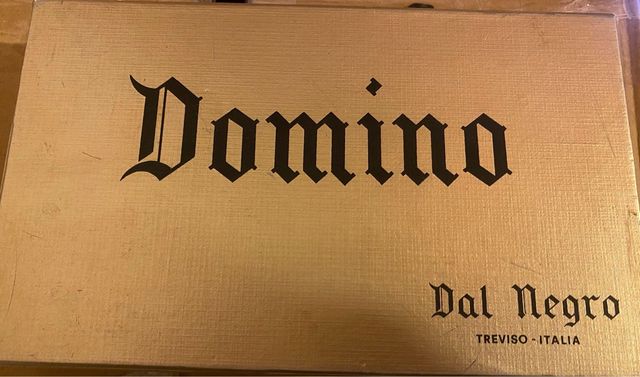 Domino
Dal Negro
TREVISO - ITALIA